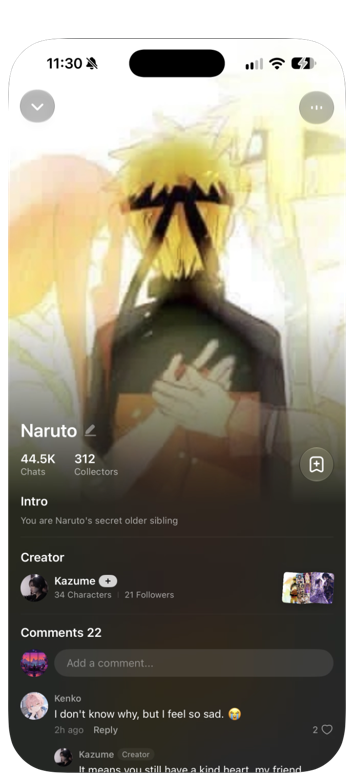 11:30
Naruto
44.5K 312
Chats Collectors
Intro
You are Naruto's secret older sibling
Creator
Kazume +
34 Characters | 21 Followers
Comments 22
Add a comment...
Kenko
I don't know why, but I feel so sad. 😭
2h ago Reply 2
Kazume Creator
It means you still have a kind heart, my friend